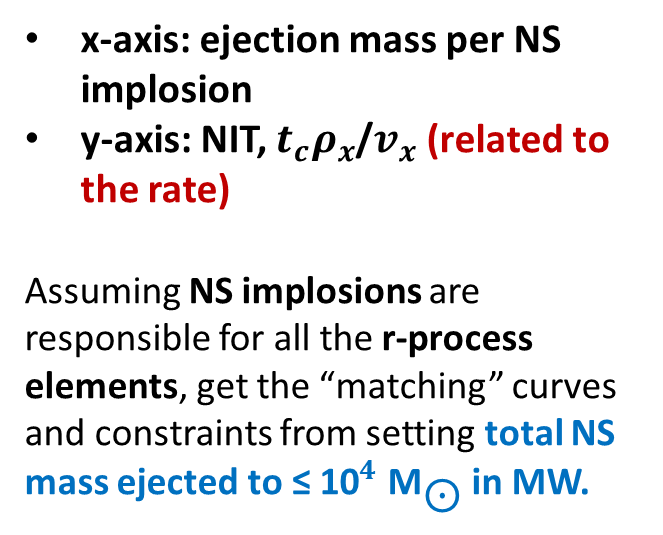 • x-axis: ejection mass per NS
implosion
• y-axis: NIT, t_cρ_x/v_x (related to
the rate)
Assuming NS implosions are
responsible for all the r-process
elements, get the “matching” curves
and constraints from setting total NS
mass ejected to ≤ 10⁴ M⨀ in MW.